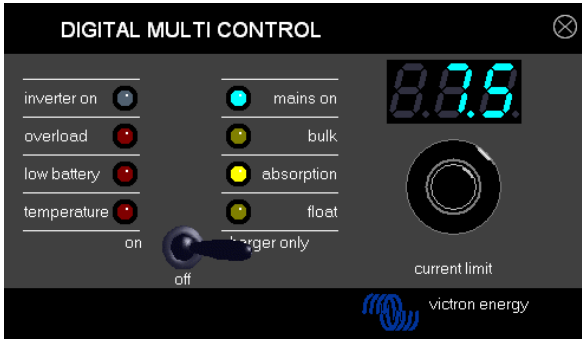 DIGITAL MULTI CONTROL
7.5
inverter on
mains on
overload
bulk
low battery
absorption
temperature
float
on
harger only
off
current limit
victron energy